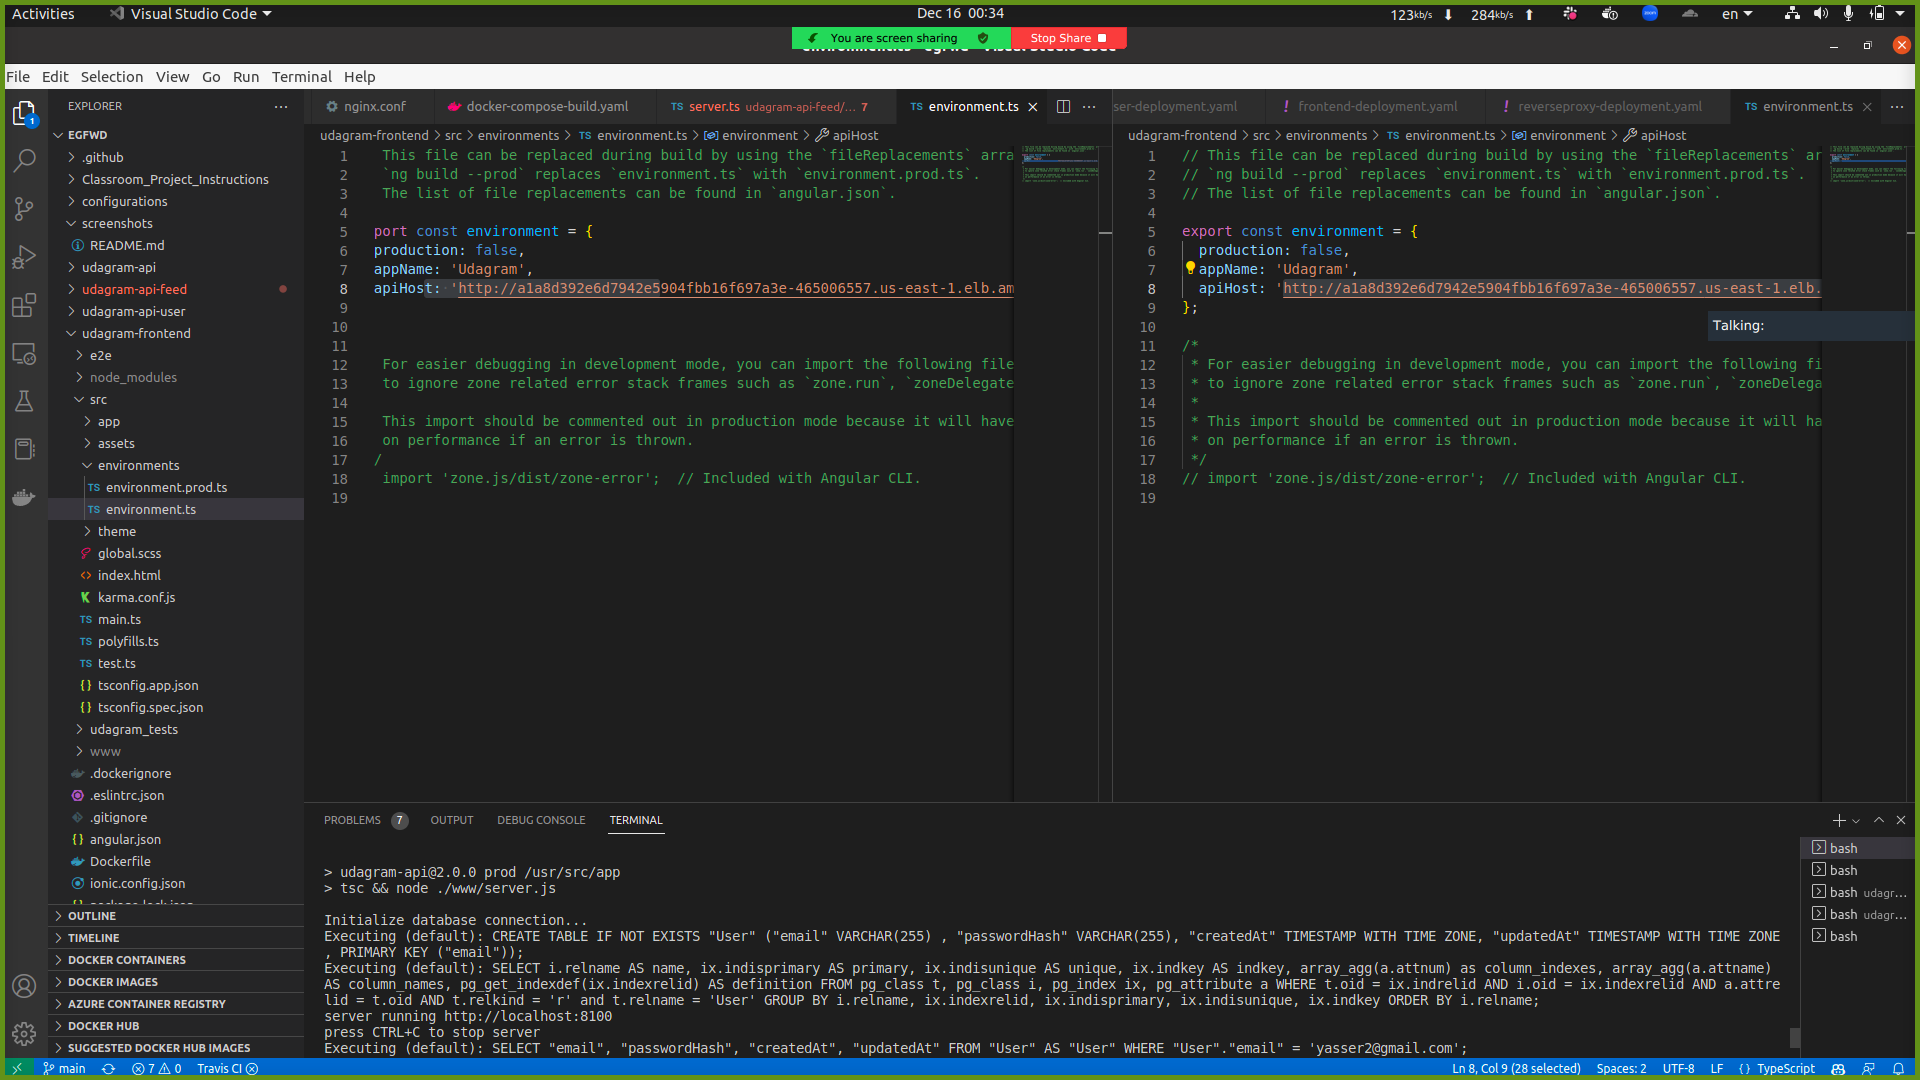 Activities
Visual Studio Code
Dec 16 00:34
123kb/s
284kb/s
zoom
en
You are screen sharing
Stop Share
File Edit Selection View Go Run Terminal Help
EXPLORER
1
EGFWD
.github
Classroom_Project_Instructions
configurations
screenshots
README.md
udagram-api
udagram-api-feed
udagram-api-user
udagram-frontend
e2e
node_modules
src
app
assets
environments
TS environment.prod.ts
TS environment.ts
theme
global.scss
index.html
karma.conf.js
TS main.ts
TS polyfills.ts
TS test.ts
{} tsconfig.app.json
{} tsconfig.spec.json
udagram_tests
www
.dockerignore
.eslintrc.json
.gitignore
{} angular.json
Dockerfile
ionic.config.json
OUTLINE
TIMELINE
DOCKER CONTAINERS
DOCKER IMAGES
AZURE CONTAINER REGISTRY
DOCKER HUB
SUGGESTED DOCKER HUB IMAGES
nginx.conf
docker-compose-build.yaml
TS server.ts udagram-api-feed/... 7
TS environment.ts
udagram-frontend > src > environments > TS environment.ts > environment > apiHost
1 This file can be replaced during build by using the `fileReplacements` arra
2 `ng build --prod` replaces `environment.ts` with `environment.prod.ts`.
3 The list of file replacements can be found in `angular.json`.
4
5 port const environment = {
6 production: false,
7 appName: 'Udagram',
8 apiHost: 'http://a1a8d392e6d7942e5904fbb16f697a3e-465006557.us-east-1.elb.am
9
10
11
12 For easier debugging in development mode, you can import the following file
13 to ignore zone related error stack frames such as `zone.run`, `zoneDelegate
14
15 This import should be commented out in production mode because it will have
16 on performance if an error is thrown.
17 /
18 import 'zone.js/dist/zone-error';  // Included with Angular CLI.
19
ser-deployment.yaml
! frontend-deployment.yaml
! reverseproxy-deployment.yaml
TS environment.ts
udagram-frontend > src > environments > TS environment.ts > environment > apiHost
1 // This file can be replaced during build by using the `fileReplacements` ar
2 // `ng build --prod` replaces `environment.ts` with `environment.prod.ts`.
3 // The list of file replacements can be found in `angular.json`.
4
5 export const environment = {
6 production: false,
7 appName: 'Udagram',
8 apiHost: 'http://a1a8d392e6d7942e5904fbb16f697a3e-465006557.us-east-1.elb.
9 };
10
11 /*
12 * For easier debugging in development mode, you can import the following fi
13 * to ignore zone related error stack frames such as `zone.run`, `zoneDelega
14 *
15 * This import should be commented out in production mode because it will ha
16 * on performance if an error is thrown.
17 */
18 // import 'zone.js/dist/zone-error';  // Included with Angular CLI.
19
Talking:
PROBLEMS 7 OUTPUT DEBUG CONSOLE TERMINAL
> udagram-api@2.0.0 prod /usr/src/app
> tsc && node ./www/server.js
Initialize database connection...
Executing (default): CREATE TABLE IF NOT EXISTS "User" ("email" VARCHAR(255) , "passwordHash" VARCHAR(255), "createdAt" TIMESTAMP WITH TIME ZONE, "updatedAt" TIMESTAMP WITH TIME ZONE
, PRIMARY KEY ("email"));
Executing (default): SELECT i.relname AS name, ix.indisprimary AS primary, ix.indisunique AS unique, ix.indkey AS indkey, array_agg(a.attnum) as column_indexes, array_agg(a.attname)
AS column_names, pg_get_indexdef(ix.indexrelid) AS definition FROM pg_class t, pg_class i, pg_index ix, pg_attribute a WHERE t.oid = ix.indrelid AND i.oid = ix.indexrelid AND a.attre
lid = t.oid AND t.relkind = 'r' and t.relname = 'User' GROUP BY i.relname, ix.indexrelid, ix.indisprimary, ix.indisunique, ix.indkey ORDER BY i.relname;
server running http://localhost:8100
press CTRL+C to stop server
Executing (default): SELECT "email", "passwordHash", "createdAt", "updatedAt" FROM "User" AS "User" WHERE "User"."email" = 'yasser2@gmail.com';
bash
bash
bash udagr...
bash udagr...
bash
main
7 0
Travis CI
Ln 8, Col 9 (28 selected)
Spaces: 2
UTF-8
LF
{} TypeScript